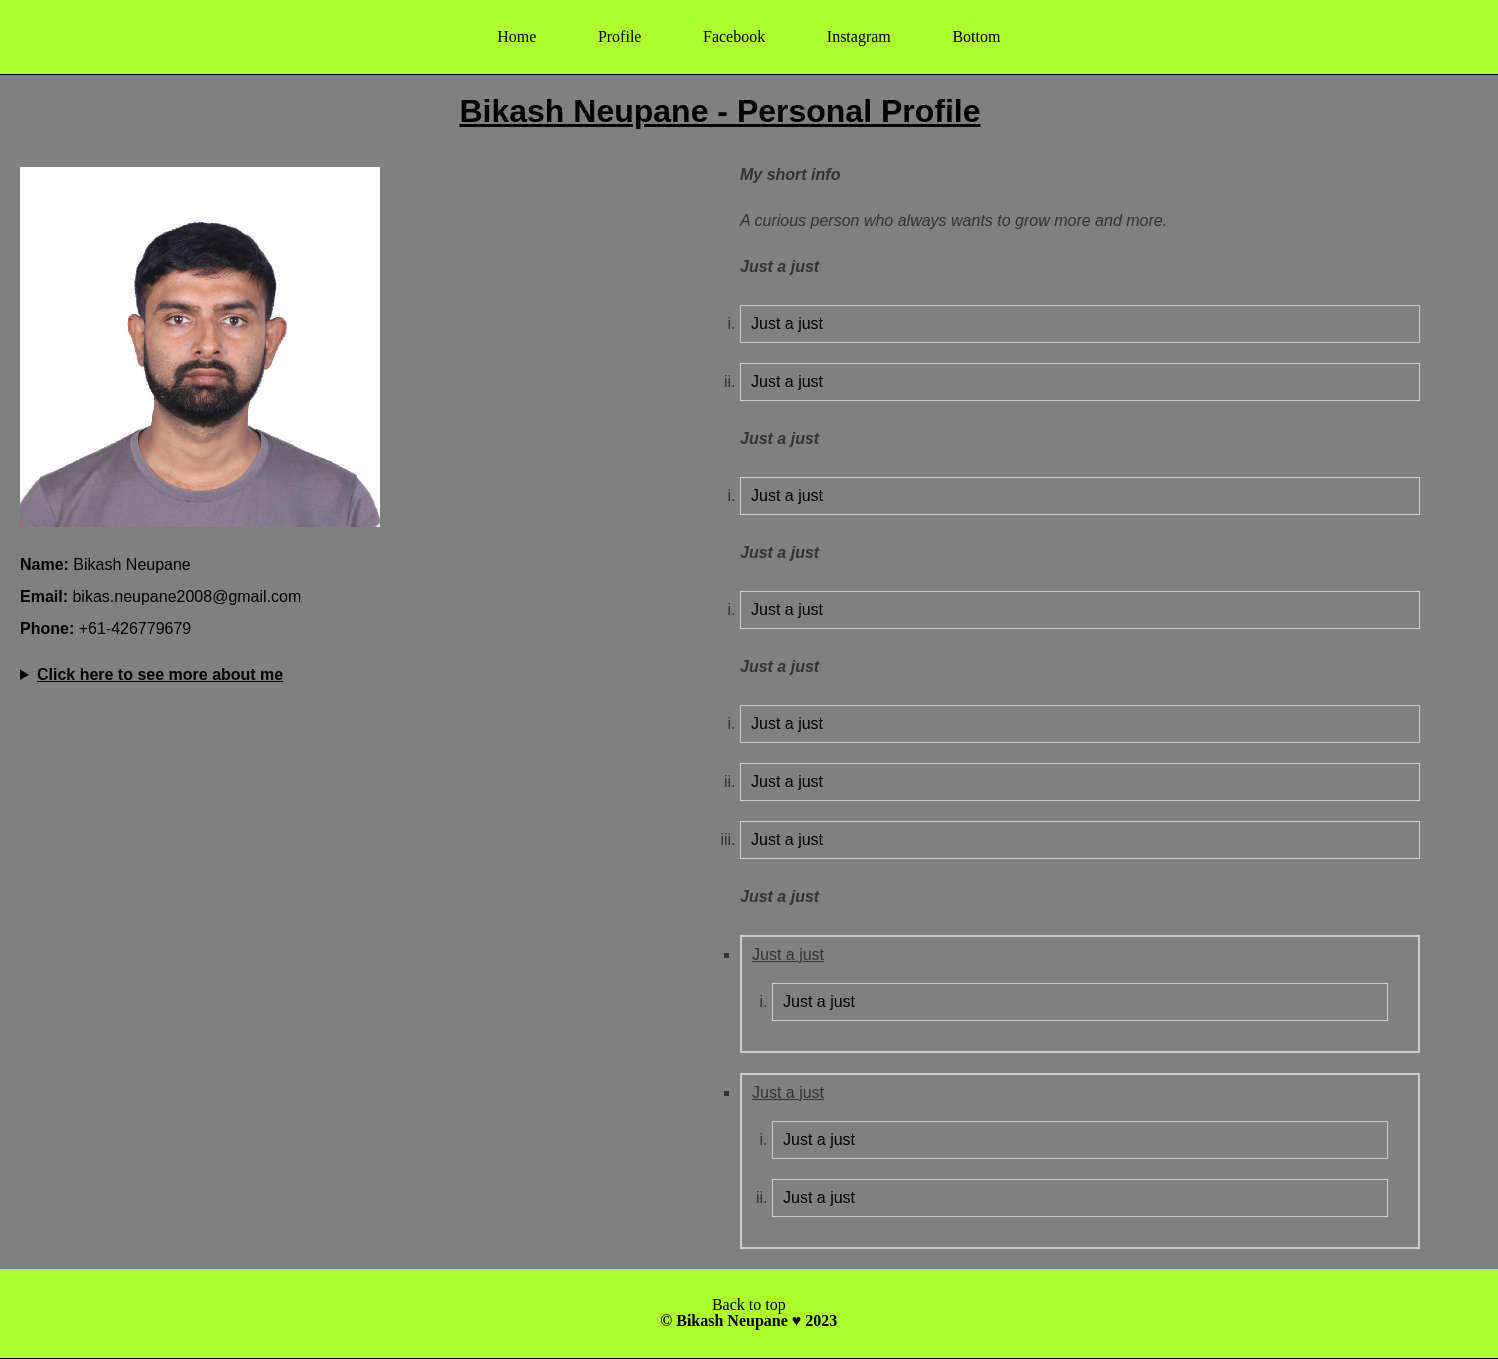 Home Profile Facebook Instagram Bottom
Bikash Neupane - Personal Profile
Name: Bikash Neupane
Email: bikas.neupane2008@gmail.com
Phone: +61-426779679
Click here to see more about me
My short info
A curious person who always wants to grow more and more.
Just a just
i. Just a just
ii. Just a just
Just a just
i. Just a just
Just a just
i. Just a just
Just a just
i. Just a just
ii. Just a just
iii. Just a just
Just a just
Just a just
i. Just a just
Just a just
i. Just a just
ii. Just a just
Back to top
© Bikash Neupane ♥ 2023